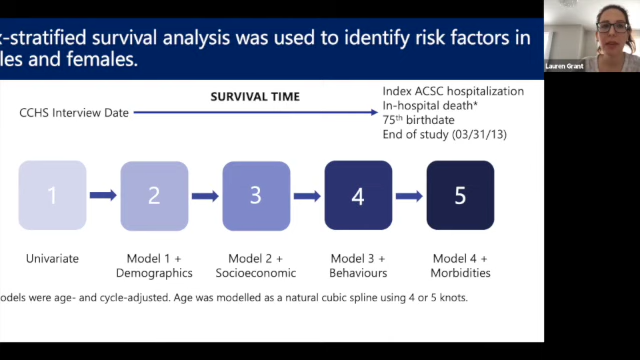 x-stratified survival analysis was used to identify risk factors in
les and females.
Lauren Grant
SURVIVAL TIME
CCHS Interview Date
Index ACSC hospitalization
In-hospital death*
75th birthdate
End of study (03/31/13)
1
2
3
4
5
Univariate
Model 1 +
Demographics
Model 2 +
Socioeconomic
Model 3 +
Behaviours
Model 4 +
Morbidities
odels were age- and cycle-adjusted. Age was modelled as a natural cubic spline using 4 or 5 knots.